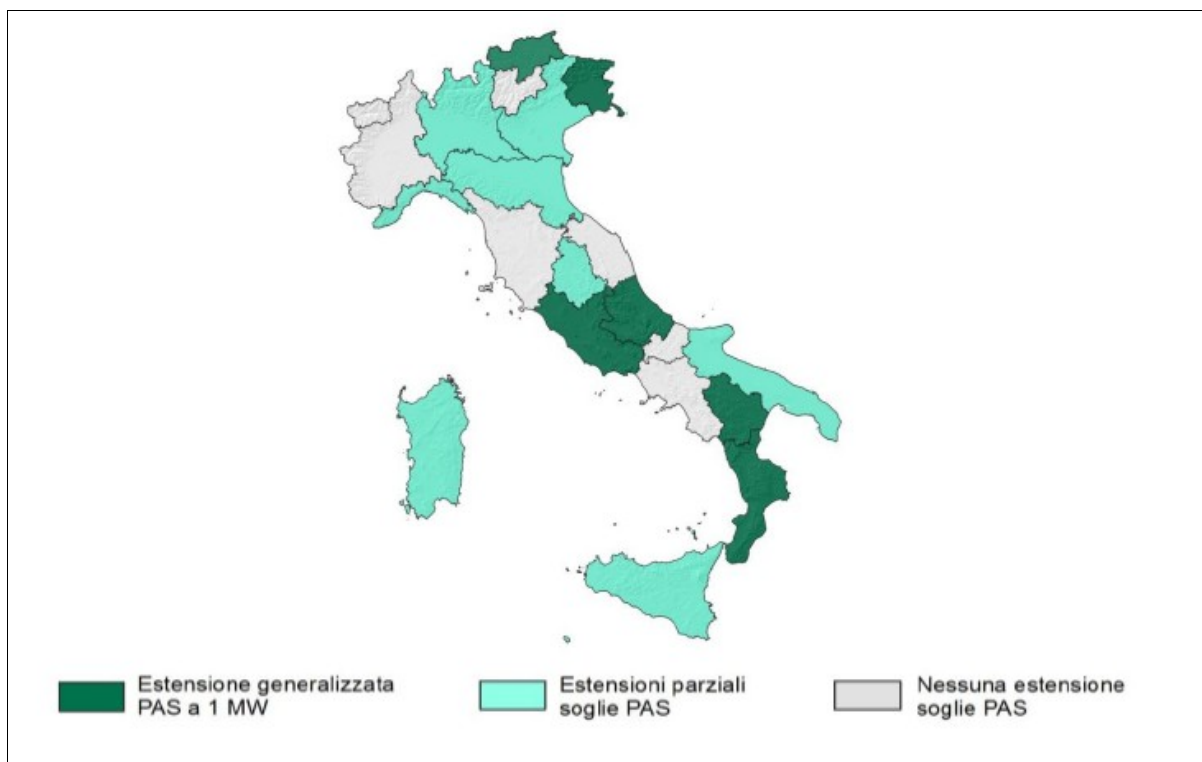 Estensione generalizzata
PAS a 1 MW
Estensioni parziali
soglie PAS
Nessuna estensione
soglie PAS